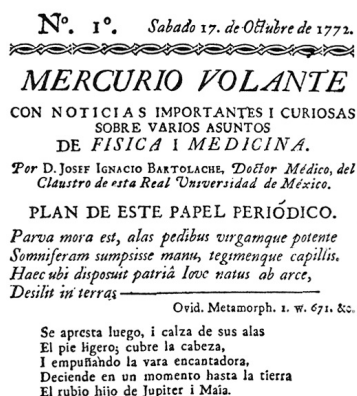 Nº. 1º. Sabado 17. de Octubre de 1772.
MERCURIO VOLANTE
CON NOTICIAS IMPORTANTES I CURIOSAS
SOBRE VARIOS ASUNTOS
DE FISICA I MEDICINA.
Por D. Josef Ignacio Bartolache, Doctor Médico, del
Claustro de esta Real Universidad de México.
PLAN DE ESTE PAPEL PERIÓDICO.
Parva mora est, alas pedibus virgamque potente
Somniferam sumpsisse manu, tegimenque capillis.
Haec ubi disposuit patriâ Iove natus ab arce,
Desilit in terras
Ovid. Metamorph. 1. w. 671. &c.
Se apresta luego, i calza de sus alas
El pie ligero; cubre la cabeza,
I empuñando la vara encantadora,
Deciende en un momento hasta la tierra
El rubio hijo de Jupiter i Maía.